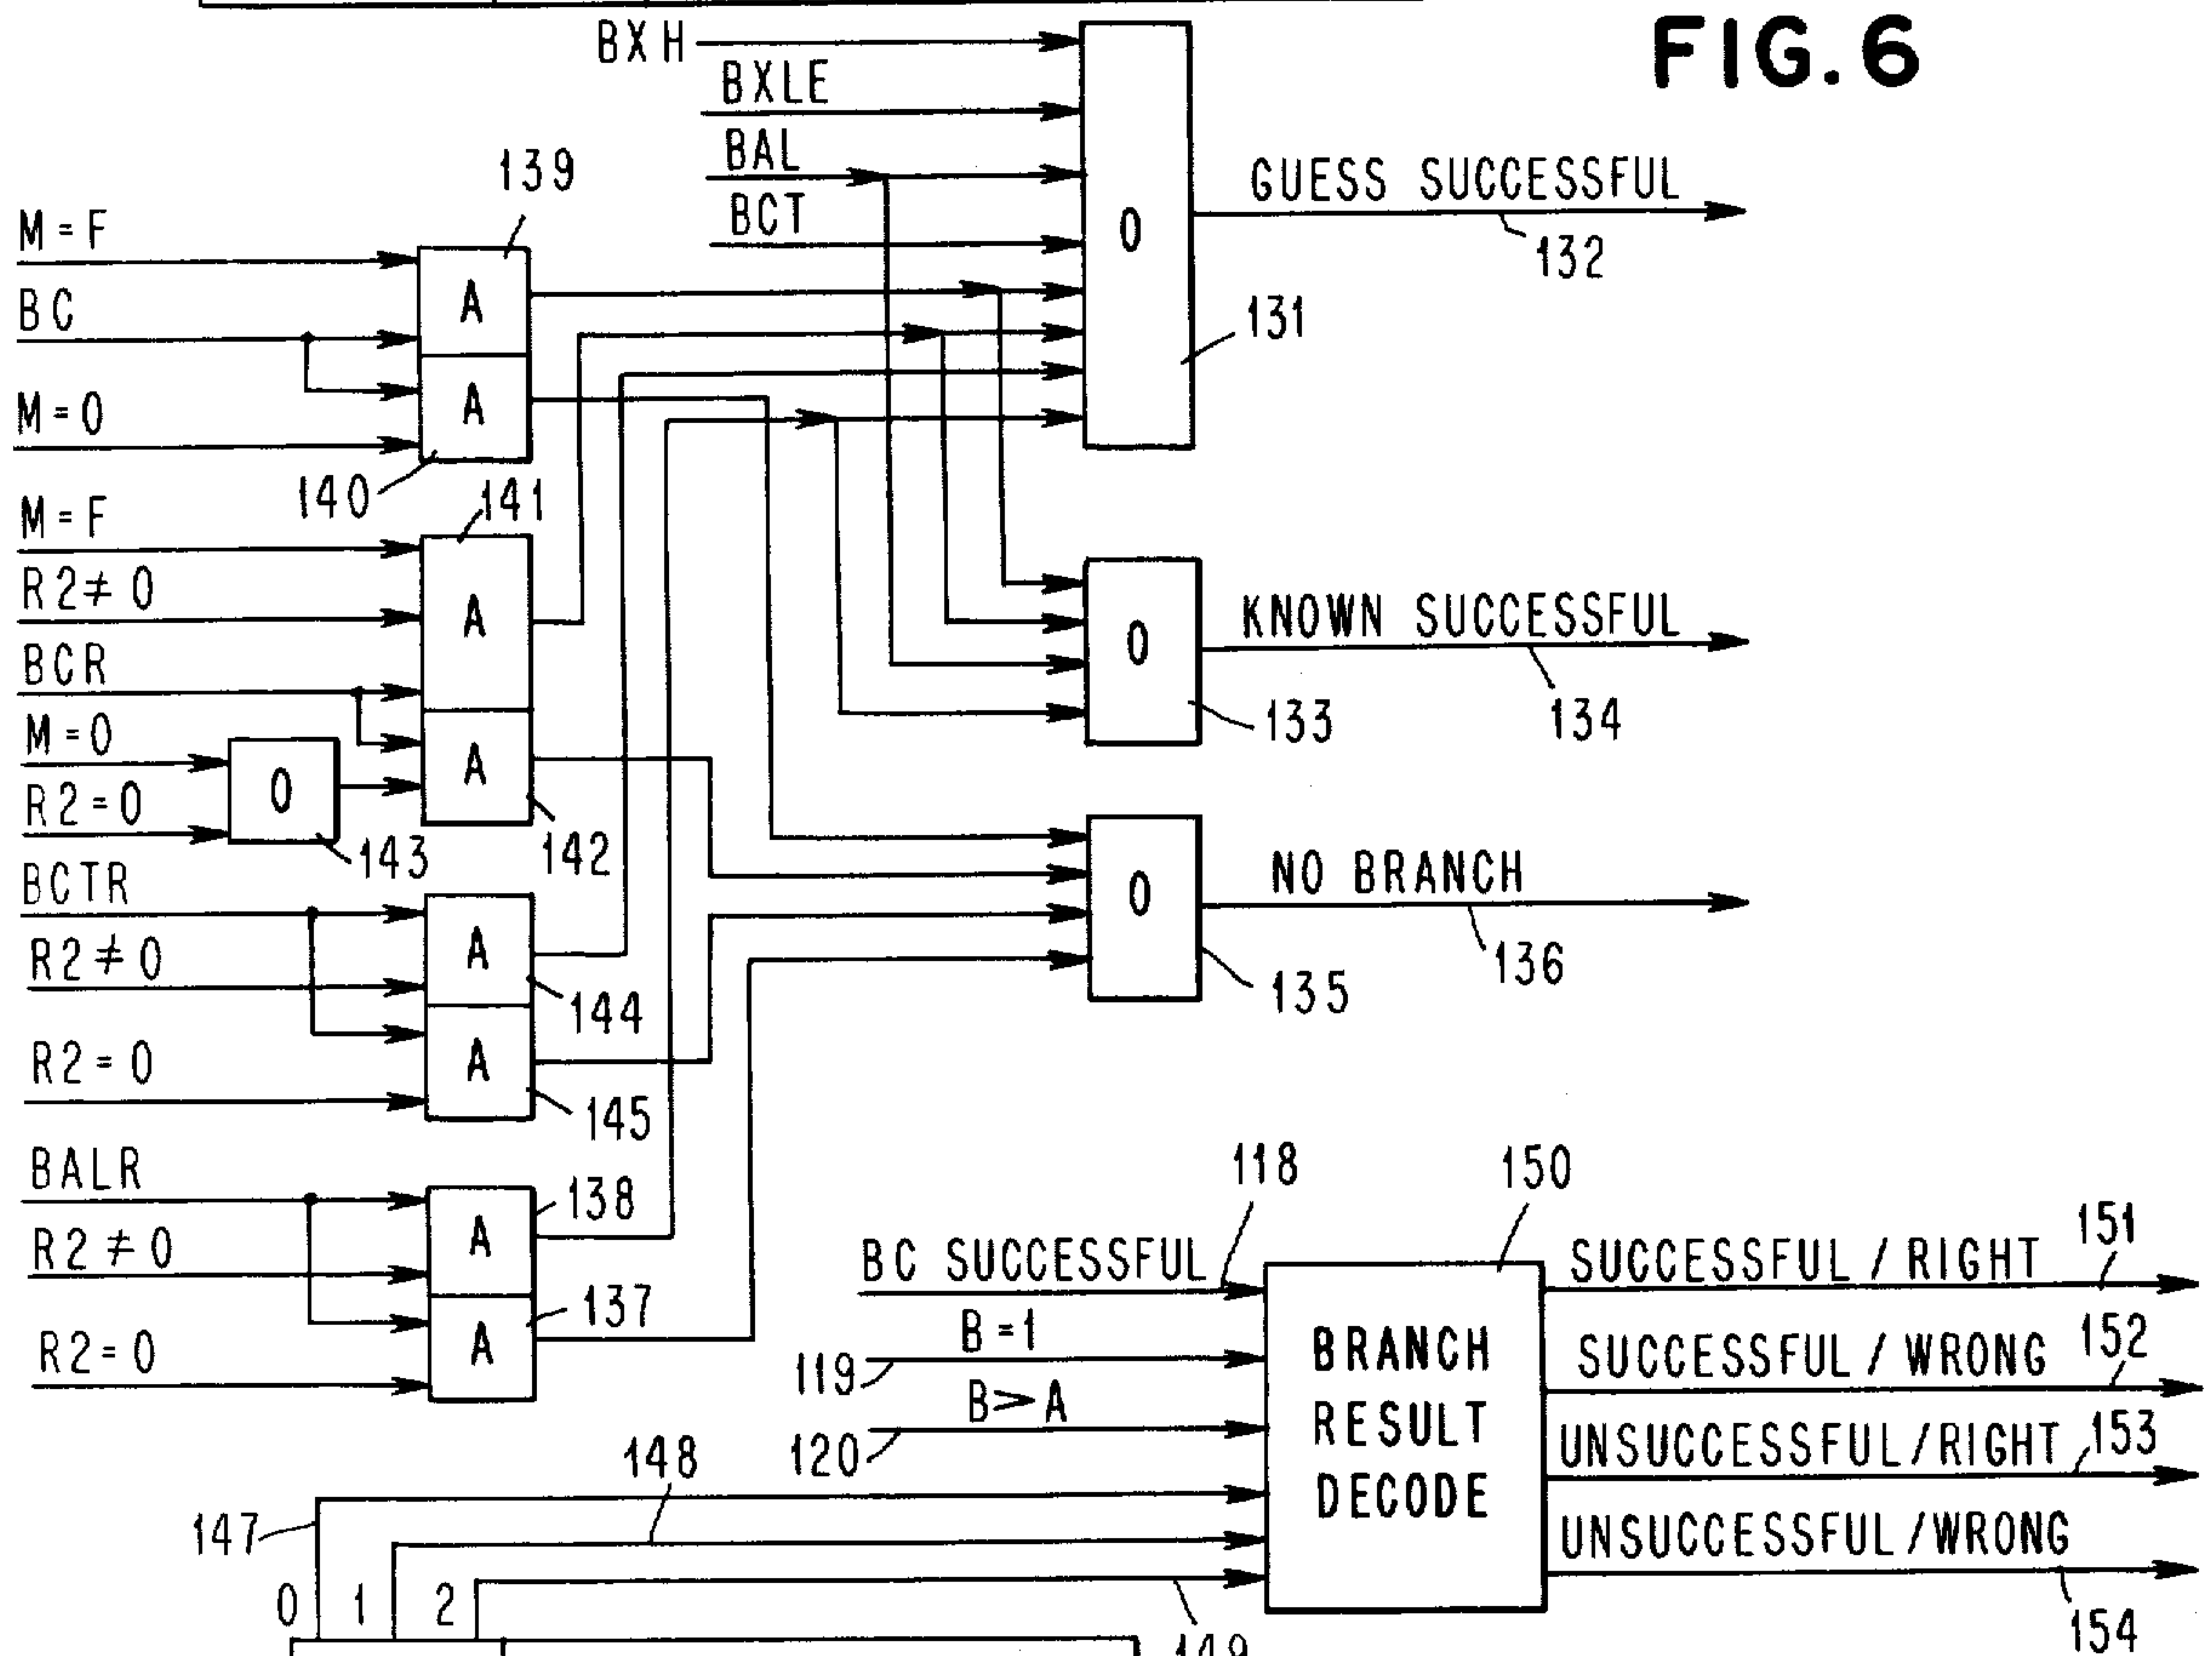 FIG. 6
BXH
BXLE
BAL
BCT
GUESS SUCCESSFUL
132
O
131
139
M=F
BC
M=0
A
A
140
141
M=F
R2≠0
BCR
M=0
R2=0
O
143
A
A
142
KNOWN SUCCESSFUL
134
O
133
BCTR
R2≠0
R2=0
A
A
144
145
NO BRANCH
136
O
135
BALR
R2≠0
R2=0
A
A
138
137
118
150
BC SUCCESSFUL
B=1
119
B>A
120
BRANCH
RESULT
DECODE
SUCCESSFUL / RIGHT
151
SUCCESSFUL / WRONG
152
UNSUCCESSFUL / RIGHT
153
UNSUCCESSFUL / WRONG
154
147
148
149
0 1 2